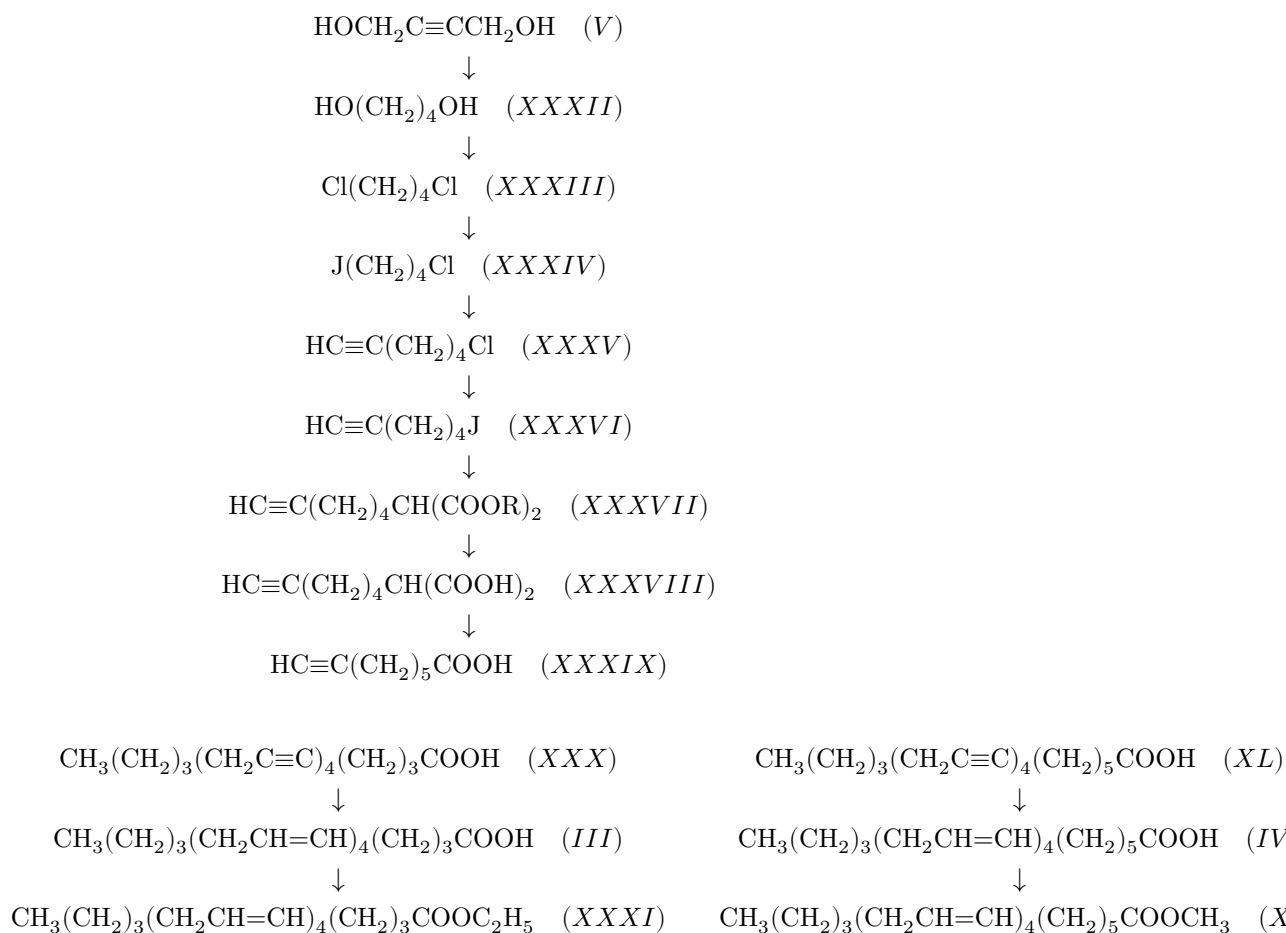 HOCH₂C≡CCH₂OH (V)
↓
HO(CH₂)₄OH (XXXII)
↓
Cl(CH₂)₄Cl (XXXIII)
↓
J(CH₂)₄Cl (XXXIV)
↓
HC≡C(CH₂)₄Cl (XXXV)
↓
HC≡C(CH₂)₄J (XXXVI)
↓
HC≡C(CH₂)₄CH(COOR)₂ (XXXVII)
↓
HC≡C(CH₂)₄CH(COOH)₂ (XXXVIII)
↓
HC≡C(CH₂)₅COOH (XXXIX)
CH₃(CH₂)₃(CH₂C≡C)₄(CH₂)₃COOH (XXX) CH₃(CH₂)₃(CH₂C≡C)₄(CH₂)₅COOH (XL)
↓ ↓
CH₃(CH₂)₃(CH₂CH=CH)₄(CH₂)₃COOH (III) CH₃(CH₂)₃(CH₂CH=CH)₄(CH₂)₅COOH (IV
↓ ↓
CH₃(CH₂)₃(CH₂CH=CH)₄(CH₂)₃COOC₂H₅ (XXXI) CH₃(CH₂)₃(CH₂CH=CH)₄(CH₂)₅COOCH₃ (X